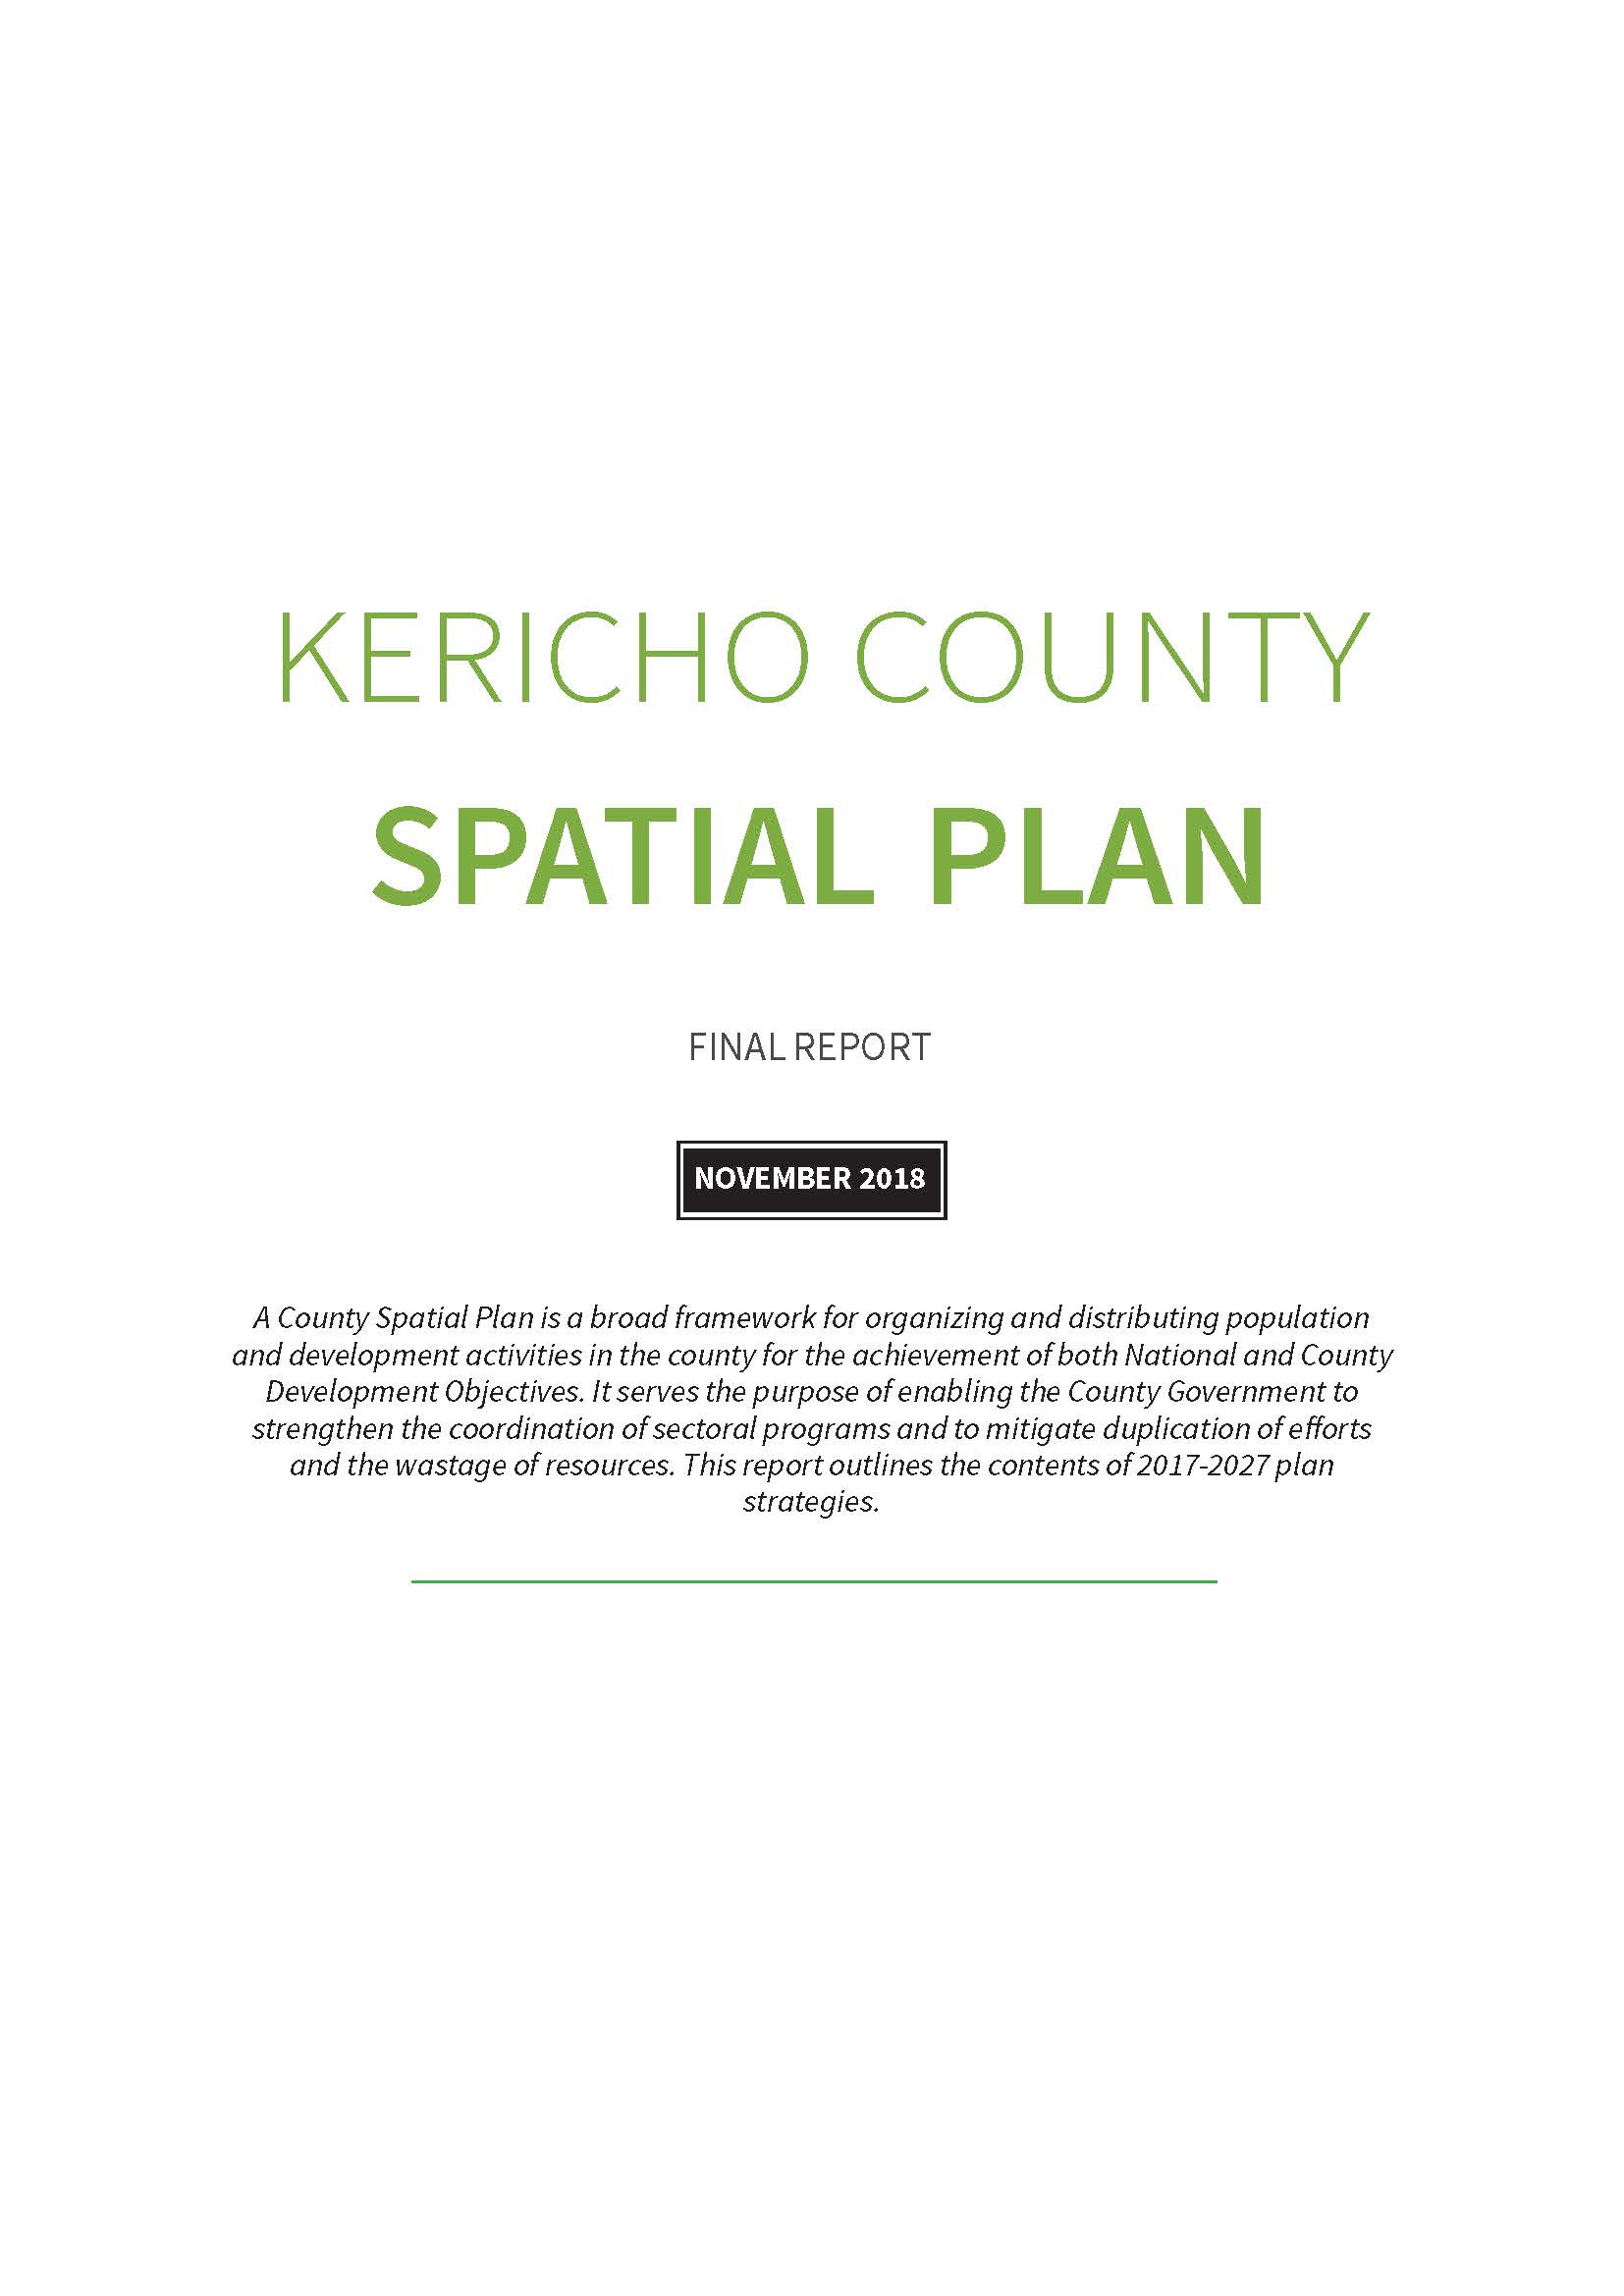 KERICHO COUNTY
SPATIAL PLAN
FINAL REPORT
NOVEMBER 2018
A County Spatial Plan is a broad framework for organizing and distributing population
and development activities in the county for the achievement of both National and County
Development Objectives. It serves the purpose of enabling the County Government to
strengthen the coordination of sectoral programs and to mitigate duplication of efforts
and the wastage of resources. This report outlines the contents of 2017-2027 plan
strategies.